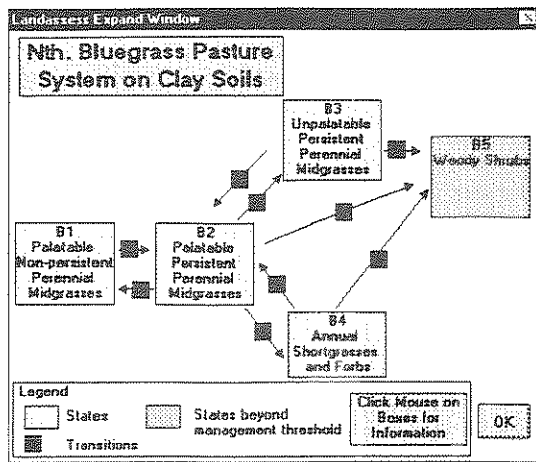 Landassess Expand Window
Nth. Bluegrass Pasture
System on Clay Soils
B3
Unpalatable
Persistent
Perennial
Midgrasses
B5
Woody Shrubs
B1
Palatable
Non-persistent
Perennial
Midgrasses
B2
Palatable
Persistent
Perennial
Midgrasses
B4
Annual
Shortgrasses
and Forbs
Legend
States
States beyond
management threshold
Transitions
Click Mouse on
Boxes for
Information
OK